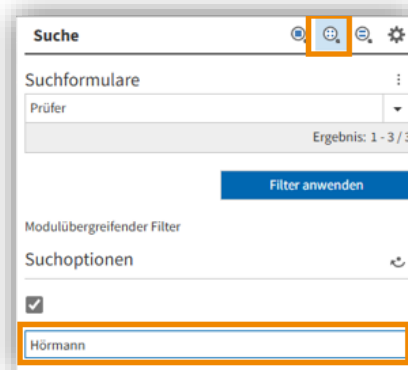 Suche
Suchformulare
Prüfer
Ergebnis: 1 - 3 / 3
Filter anwenden
Modulübergreifender Filter
Suchoptionen
Hörmann